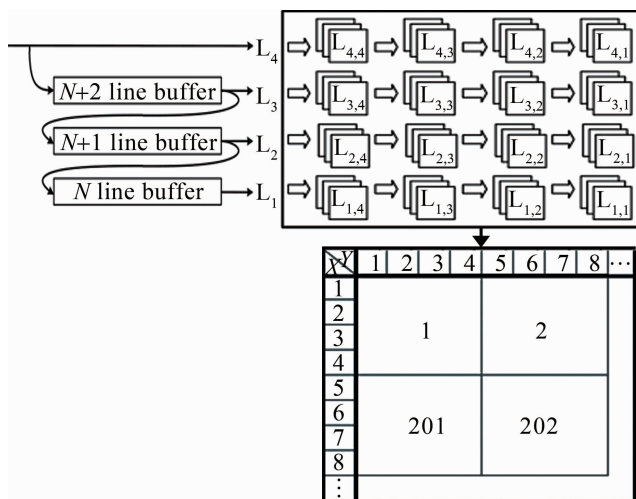 L4 L4,4 L4,3 L4,2 L4,1
N+2 line buffer L3 L3,4 L3,3 L3,2 L3,1
N+1 line buffer L2 L2,4 L2,3 L2,2 L2,1
N line buffer L1 L1,4 L1,3 L1,2 L1,1
X Y 1 2 3 4 5 6 7 8 ...
1
2
3
4
1 2
5
6
7
8
201 202
⋮